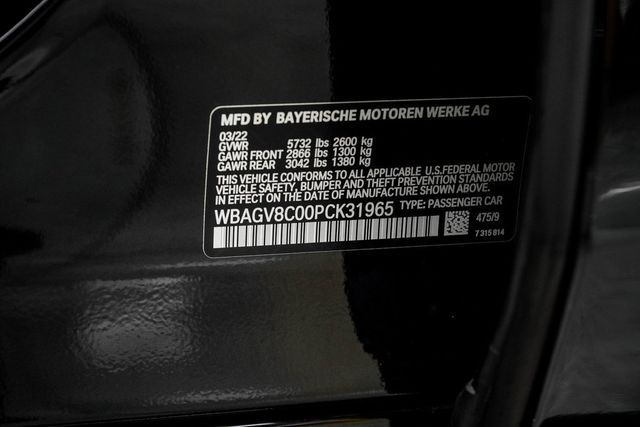 MFD BY BAYERISCHE MOTOREN WERKE AG
03/22
GVWR 5732 lbs 2600 kg
GAWR FRONT 2866 lbs 1300 kg
GAWR REAR 3042 lbs 1380 kg
THIS VEHICLE CONFORMS TO ALL APPLICABLE U.S.FEDERAL MOTOR
VEHICLE SAFETY, BUMPER AND THEFT PREVENTION STANDARDS
IN EFFECT ON THE DATE OF MANUFACTURE SHOWN ABOVE.
WBAGV8C00PCK31965 TYPE: PASSENGER CAR
475/9
7 315 814